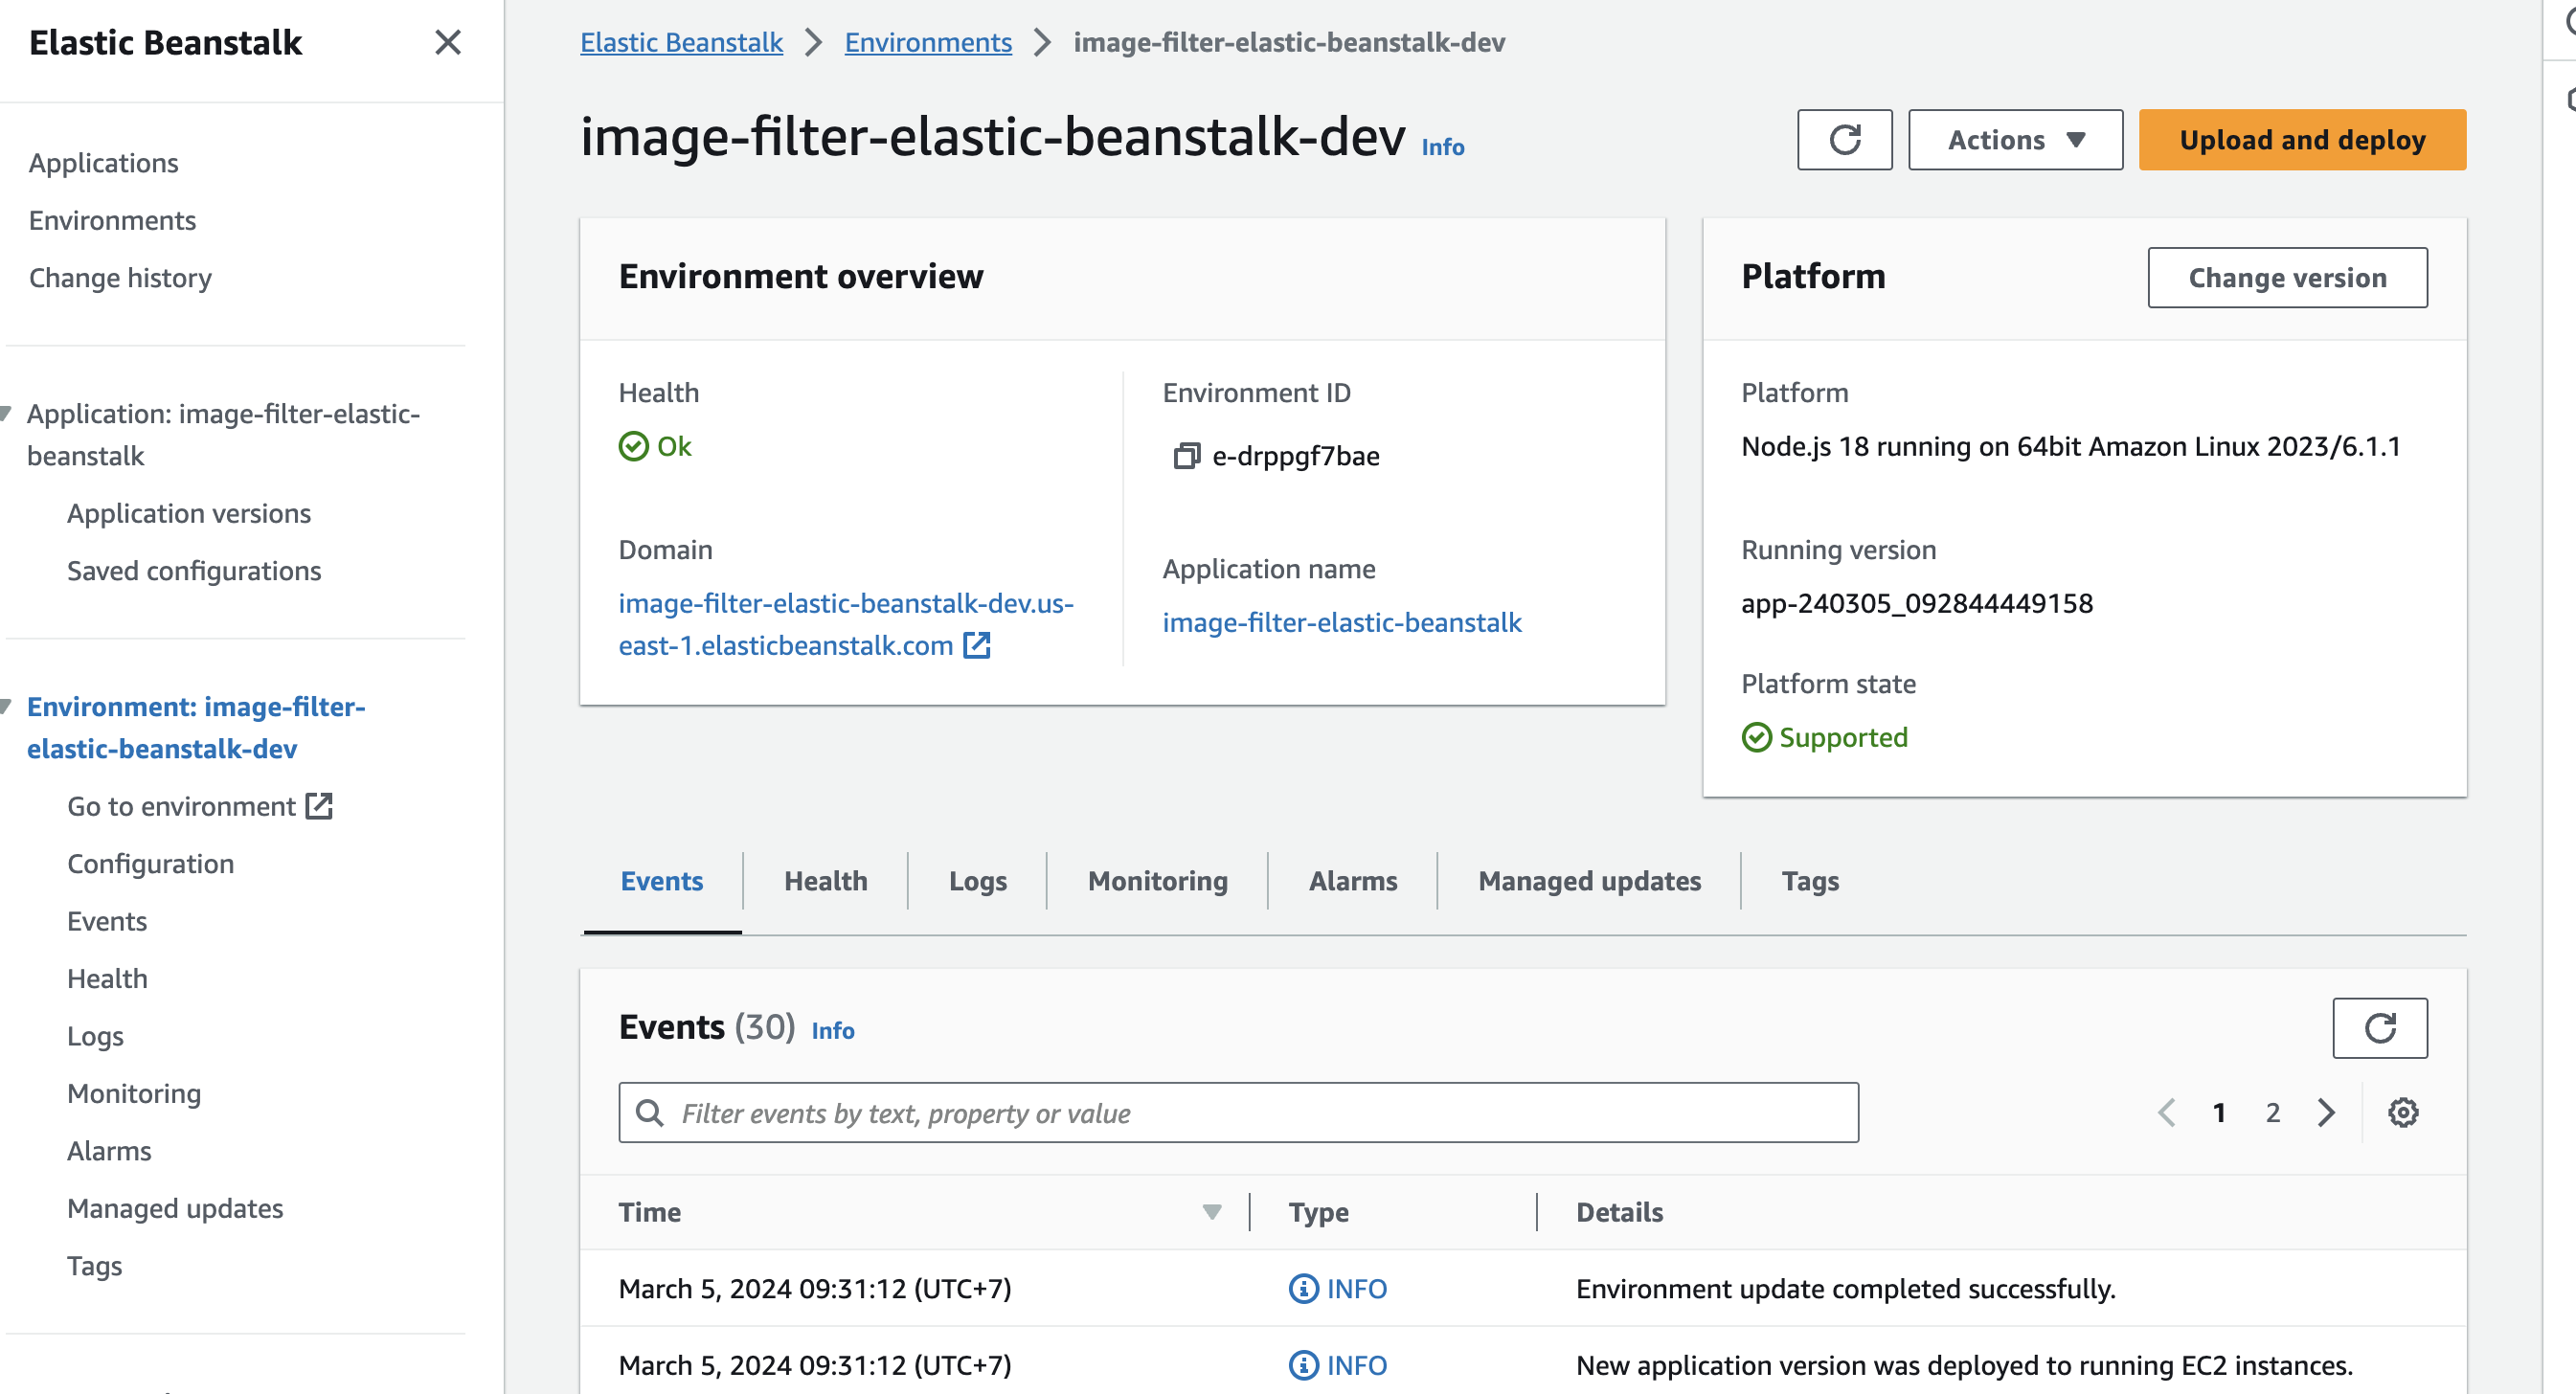 Elastic Beanstalk
Applications
Environments
Change history
Application: image-filter-elastic-
beanstalk
Application versions
Saved configurations
Environment: image-filter-
elastic-beanstalk-dev
Go to environment
Configuration
Events
Health
Logs
Monitoring
Alarms
Managed updates
Tags
Elastic Beanstalk > Environments > image-filter-elastic-beanstalk-dev
image-filter-elastic-beanstalk-dev Info
Actions
Upload and deploy
Environment overview
Health
Ok
Domain
image-filter-elastic-beanstalk-dev.us-
east-1.elasticbeanstalk.com
Environment ID
e-drppgf7bae
Application name
image-filter-elastic-beanstalk
Platform
Change version
Platform
Node.js 18 running on 64bit Amazon Linux 2023/6.1.1
Running version
app-240305_092844449158
Platform state
Supported
Events Health Logs Monitoring Alarms Managed updates Tags
Events (30) Info
Filter events by text, property or value
1 2
Time Type Details
March 5, 2024 09:31:12 (UTC+7) INFO Environment update completed successfully.
March 5, 2024 09:31:12 (UTC+7) INFO New application version was deployed to running EC2 instances.